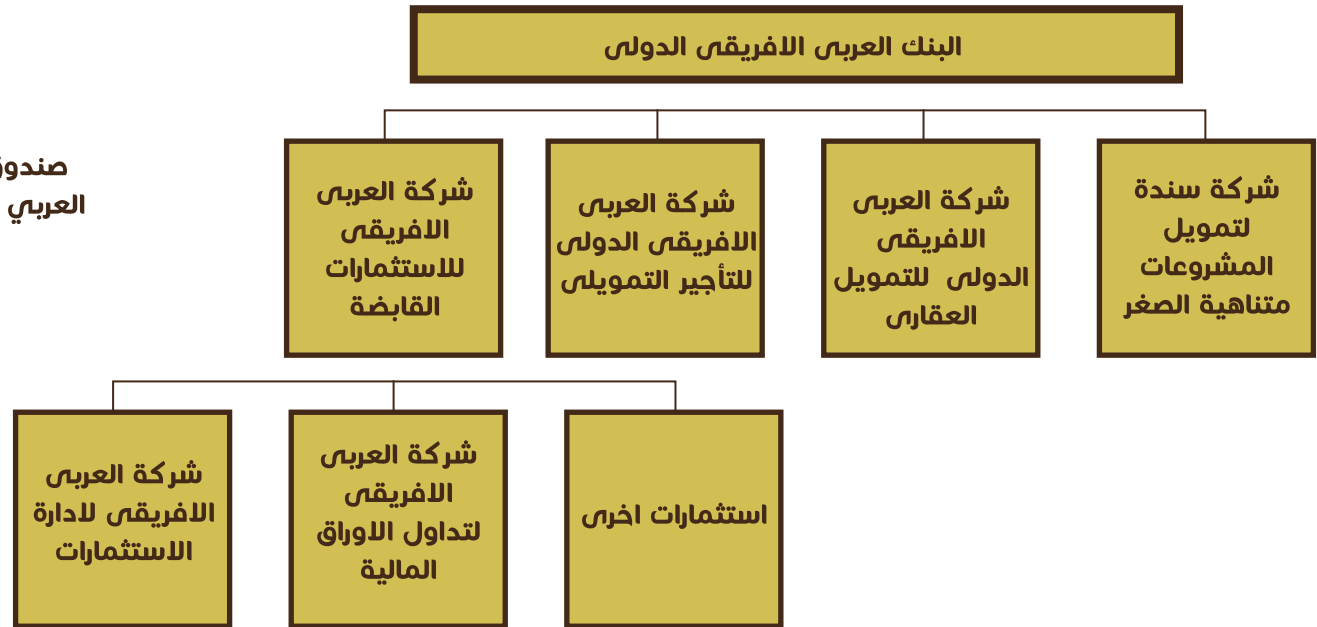 البنك العربى الافريقى الدولى
شركة سندة
لتمويل
المشروعات
متناهية الصغر
شركة العربى
الافريقى
الدولى للتمويل
العقارى
شركة العربى
الافريقى الدولى
للتأجير التمويلى
شركة العربى
الافريقى
للاستثمارات
القابضة
العربي
استثمارات اخرى
شركة العربى
الافريقى
لتداول الاوراق
المالية
شركة العربى
الافريقى لادارة
الاستثمارات